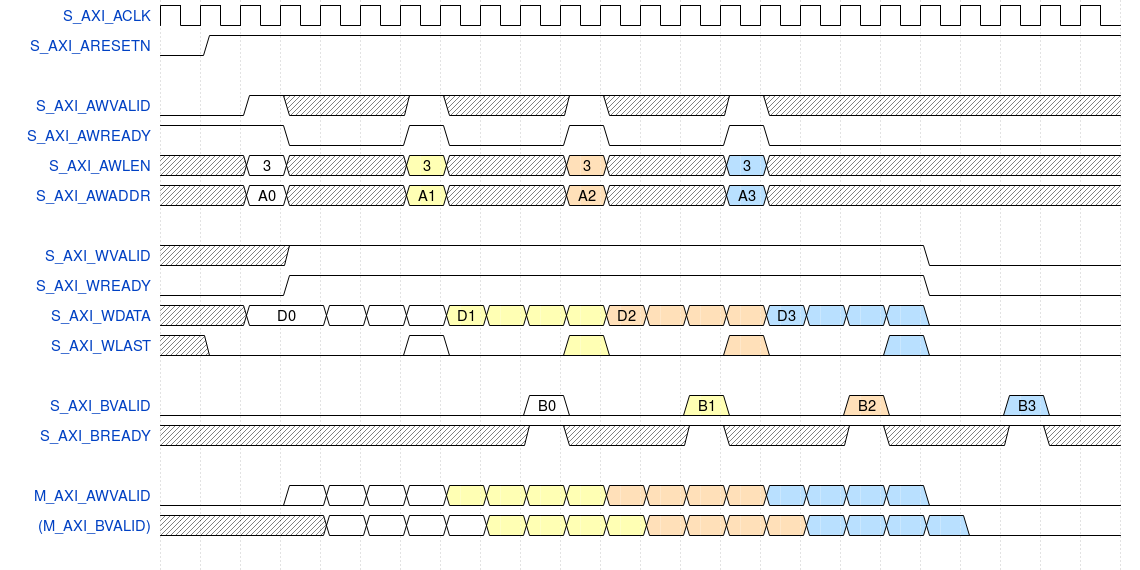 S_AXI_ACLK
S_AXI_ARESETN
S_AXI_AWVALID
S_AXI_AWREADY
S_AXI_AWLEN 3 3 3 3
S_AXI_AWADDR A0 A1 A2 A3
S_AXI_WVALID
S_AXI_WREADY
S_AXI_WDATA D0 D1 D2 D3
S_AXI_WLAST
S_AXI_BVALID B0 B1 B2 B3
S_AXI_BREADY
M_AXI_AWVALID
(M_AXI_BVALID)